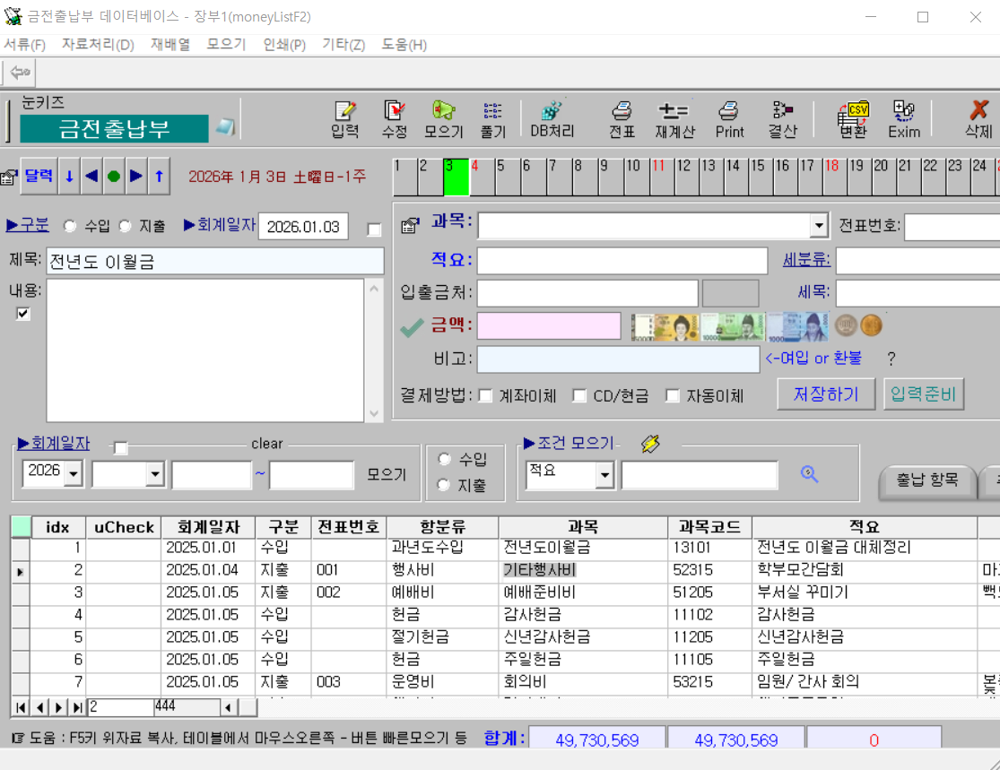 금전출납부 데이터베이스 - 장부1(moneyListF2)
서류(F) 자료처리(D) 재배열 모으기 인쇄(P) 기타(Z) 도움(H)
눈키즈
금전출납부
입력 수정 모으기 풀기 DB처리 전표 재계산 Print 결산 CSV 변환 Exim 삭제
달력 2026年 1月 3日 土曜日-1주
1 2 3 4 5 6 7 8 9 10 11 12 13 14 15 16 17 18 19 20 21 22 23 24
▶구분 수입 지출 ▶회계일자 2026.01.03
제목: 전년도 이월금
내용:
과목: 전표번호:
적요: 세분류:
입출금처: 세목:
금액:
비고: <-여입 or 환불 ?
결제방법: 계좌이체 CD/현금 자동이체 저장하기 입력준비
▶회계일자 clear
2026 ~ 모으기
수입
지출
▶조건 모으기
적요
출납 항목
idx uCheck 회계일자 구분 전표번호 항분류 과목 과목코드 적요
1 2025.01.01 수입 과년도수입 전년도이월금 13101 전년도 이월금 대체정리
2 2025.01.04 지출 001 행사비 기타행사비 52315 학부모간담회
3 2025.01.05 지출 002 예배비 예배준비비 51205 부서실 꾸미기
4 2025.01.05 수입 헌금 감사헌금 11102 감사헌금
5 2025.01.05 수입 절기헌금 신년감사헌금 11205 신년감사헌금
6 2025.01.05 수입 헌금 주일헌금 11105 주일헌금
7 2025.01.05 지출 003 운영비 회의비 53215 임원/ 간사 회의
2 444
☞ 도움 : F5키 위자료 복사, 테이블에서 마우스오른쪽 - 버튼 빠른모으기 등 합계: 49,730,569 49,730,569 0